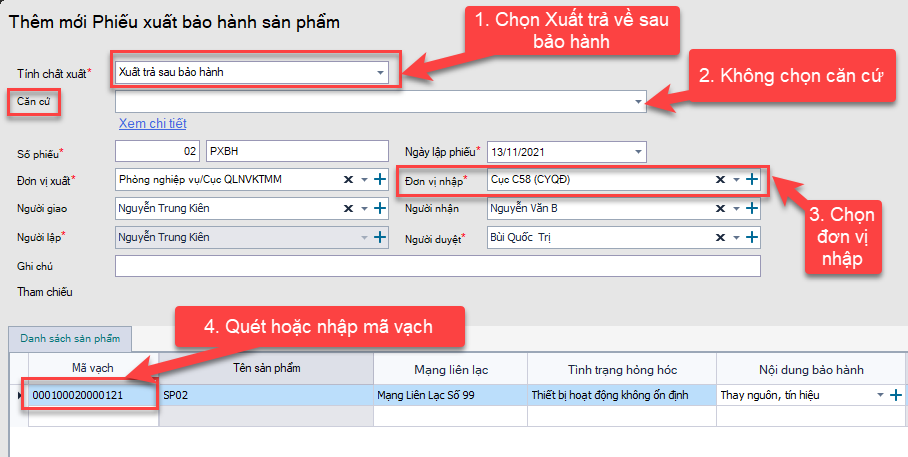 Thêm mới Phiếu xuất bảo hành sản phẩm
1. Chọn Xuất trả về sau
bảo hành
Tính chất xuất* Xuất trả sau bảo hành
2. Không chọn căn cứ
Căn cứ
Xem chi tiết
Số phiếu* 02 PXBH Ngày lập phiếu* 13/11/2021
Đơn vị xuất* Phòng nghiệp vụ/Cục QLNVKTMM Đơn vị nhập* Cục C58 (CYQĐ)
Người giao Nguyễn Trung Kiên Người nhận Nguyễn Văn B
Người lập* Nguyễn Trung Kiên Người duyệt* Bùi Quốc Trị
3. Chọn
đơn vị
nhập
Ghi chú
Tham chiếu
4. Quét hoặc nhập mã vạch
Danh sách sản phẩm
Mã vạch Tên sản phẩm Mạng liên lạc Tình trạng hỏng hóc Nội dung bảo hành
000100020000121 SP02 Mạng Liên Lạc Số 99 Thiết bị hoạt động không ổn định Thay nguồn, tín hiệu